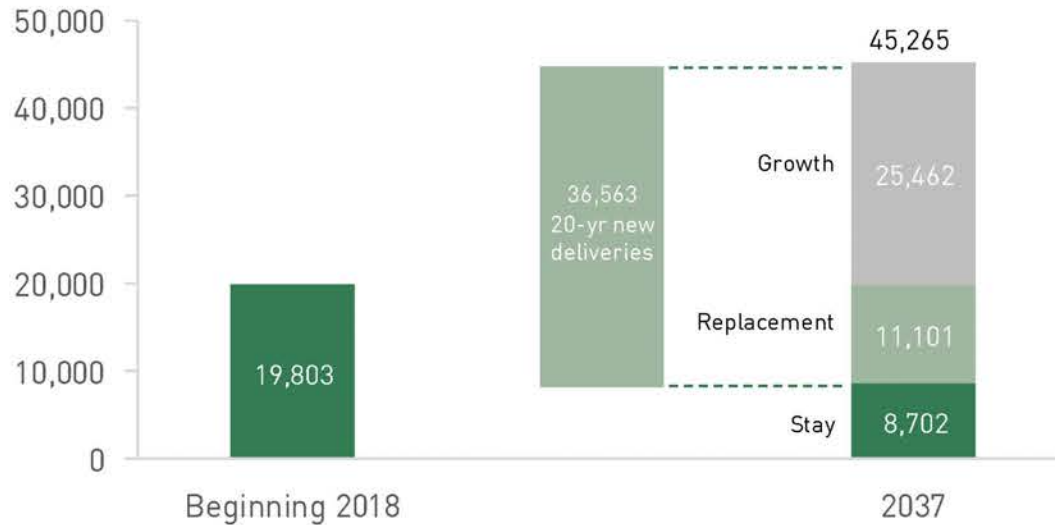 50,000
40,000
30,000
20,000
10,000
0
45,265
Growth
25,462
36,563
20-yr new
deliveries
Replacement
11,101
19,803
Stay
8,702
Beginning 2018
2037